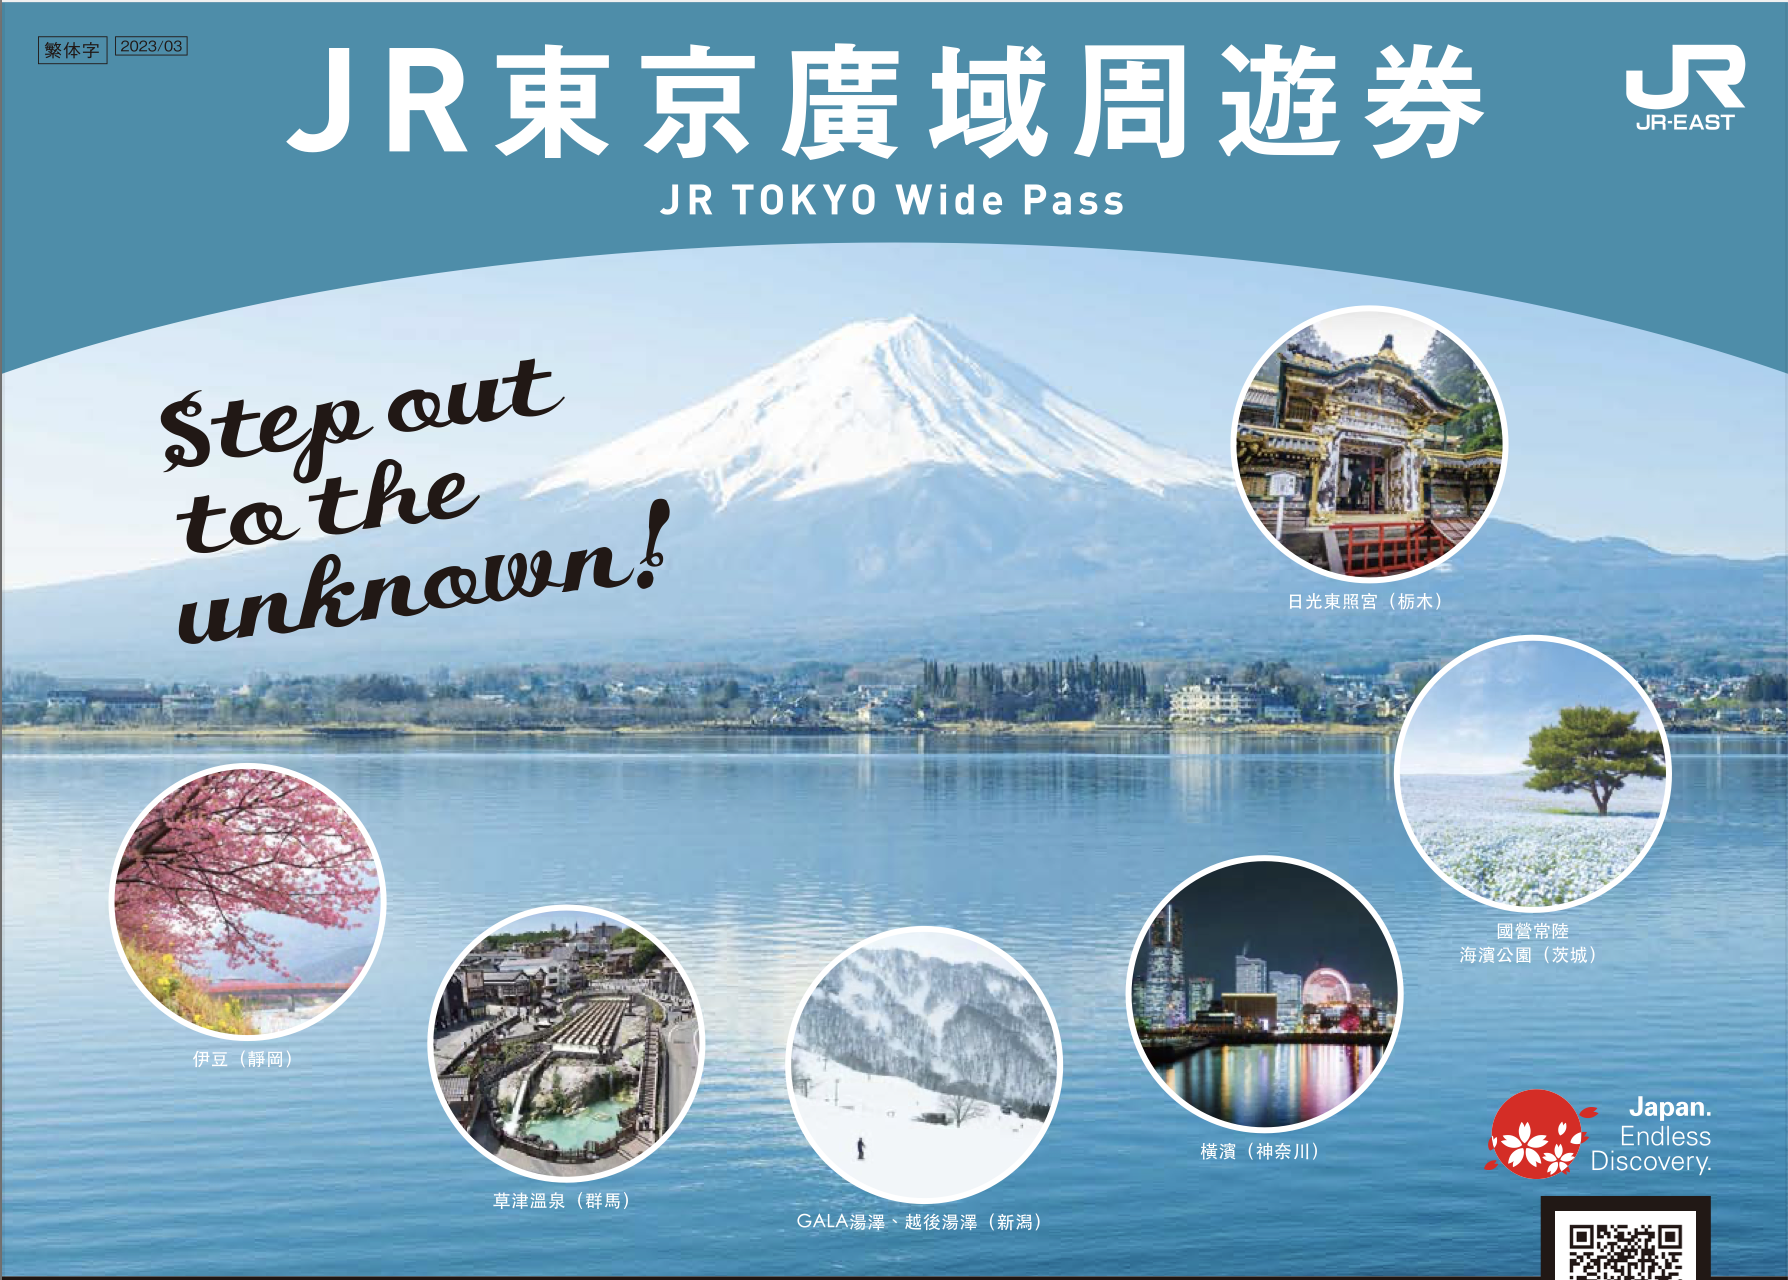 繁体字 2023/03
JR東京廣域周遊券
JR-EAST
JR TOKYO Wide Pass
Step out
to the
unknown!
日光東照宮（栃木）
國營常陸
海濱公園（茨城）
伊豆（靜岡）
草津溫泉（群馬）
GALA湯澤、越後湯澤（新潟）
橫濱（神奈川）
Japan.
Endless
Discovery.